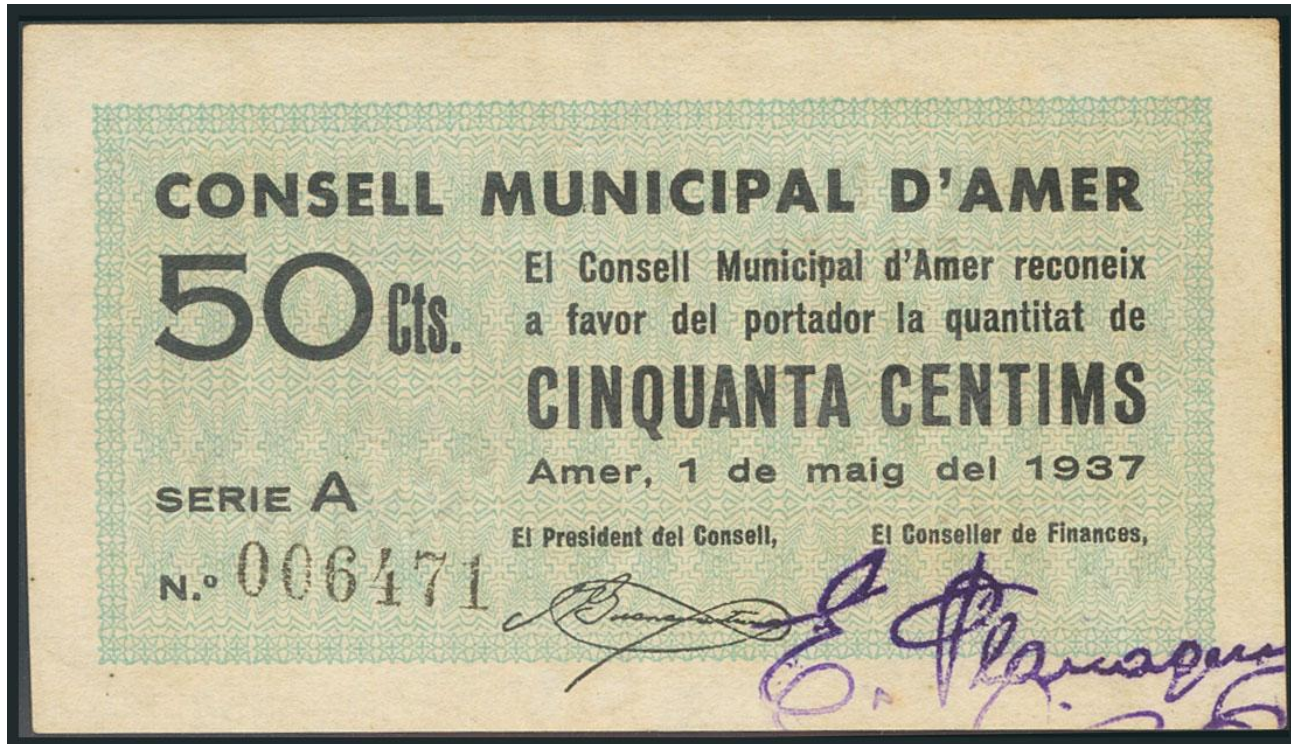 CONSELL MUNICIPAL D'AMER
50 Cts.
El Consell Municipal d'Amer reconeix
a favor del portador la quantitat de
CINQUANTA CENTIMS
Amer, 1 de maig del 1937
SERIE A
El President del Consell, El Conseller de Finances,
N.º 006471